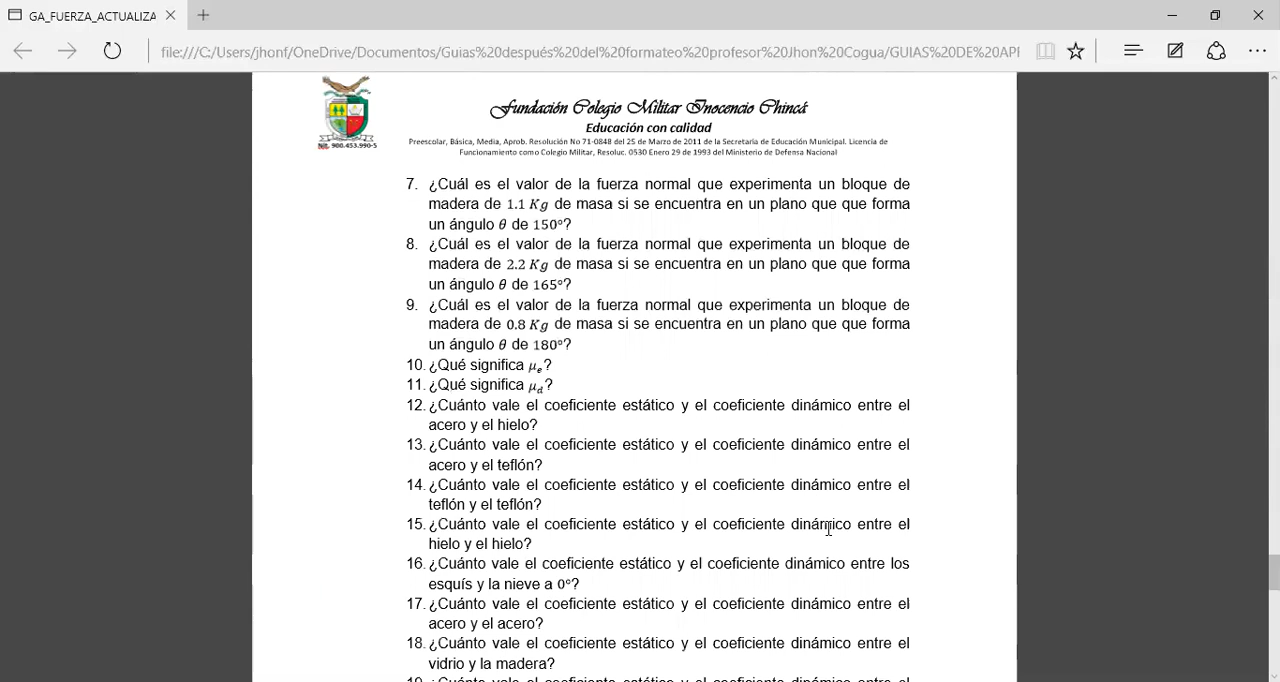 GA_FUERZA_ACTUALIZA
file:///C:/Users/jhonf/OneDrive/Documentos/Guias%20después%20del%20formateo%20profesor%20Jhon%20Cogua/GUIAS%20DE%20API
Fundación Colegio Militar Inocencio Chincá
Educación con calidad
Preescolar, Básica, Media, Aprob. Resolución No 71-0848 del 25 de Marzo de 2011 de la Secretaria de Educación Municipal. Licencia de
Funcionamiento como Colegio Militar, Resoluc. 0530 Enero 29 de 1993 del Ministerio de Defensa Nacional
Nit. 900.453.990-5
7. ¿Cuál es el valor de la fuerza normal que experimenta un bloque de
madera de 1.1 Kg de masa si se encuentra en un plano que que forma
un ángulo θ de 150°?
8. ¿Cuál es el valor de la fuerza normal que experimenta un bloque de
madera de 2.2 Kg de masa si se encuentra en un plano que que forma
un ángulo θ de 165°?
9. ¿Cuál es el valor de la fuerza normal que experimenta un bloque de
madera de 0.8 Kg de masa si se encuentra en un plano que que forma
un ángulo θ de 180°?
10. ¿Qué significa μₑ?
11. ¿Qué significa μ_d?
12. ¿Cuánto vale el coeficiente estático y el coeficiente dinámico entre el
acero y el hielo?
13. ¿Cuánto vale el coeficiente estático y el coeficiente dinámico entre el
acero y el teflón?
14. ¿Cuánto vale el coeficiente estático y el coeficiente dinámico entre el
teflón y el teflón?
15. ¿Cuánto vale el coeficiente estático y el coeficiente dinámico entre el
hielo y el hielo?
16. ¿Cuánto vale el coeficiente estático y el coeficiente dinámico entre los
esquís y la nieve a 0°?
17. ¿Cuánto vale el coeficiente estático y el coeficiente dinámico entre el
acero y el acero?
18. ¿Cuánto vale el coeficiente estático y el coeficiente dinámico entre el
vidrio y la madera?